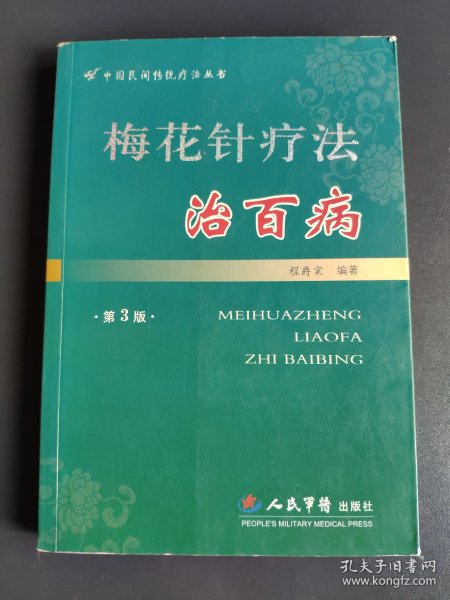 中国民间传统疗法丛书
梅花针疗法
治百病
程爵棠 编著
·第3版·
MEIHUAZHENG
LIAOFA
ZHI BAIBING
人民军医出版社
PEOPLE'S MILITARY MEDICAL PRESS
孔夫子旧书网
www.kongfz.com